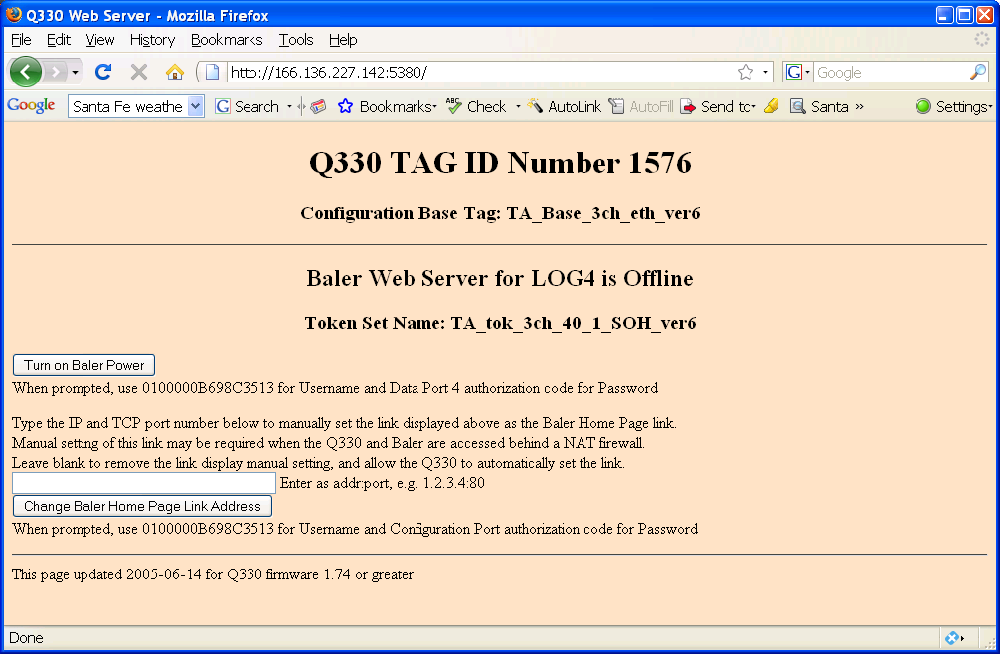 Q330 Web Server - Mozilla Firefox
File Edit View History Bookmarks Tools Help
http://166.136.227.142:5380/ G Google
Google Santa Fe weathe G Search Bookmarks ABC Check AutoLink AutoFill Send to Santa » Settings
Q330 TAG ID Number 1576
Configuration Base Tag: TA_Base_3ch_eth_ver6
Baler Web Server for LOG4 is Offline
Token Set Name: TA_tok_3ch_40_1_SOH_ver6
Turn on Baler Power
When prompted, use 0100000B698C3513 for Username and Data Port 4 authorization code for Password
Type the IP and TCP port number below to manually set the link displayed above as the Baler Home Page link.
Manual setting of this link may be required when the Q330 and Baler are accessed behind a NAT firewall.
Leave blank to remove the link display manual setting, and allow the Q330 to automatically set the link.
Enter as addr:port, e.g. 1.2.3.4:80
Change Baler Home Page Link Address
When prompted, use 0100000B698C3513 for Username and Configuration Port authorization code for Password
This page updated 2005-06-14 for Q330 firmware 1.74 or greater
Done